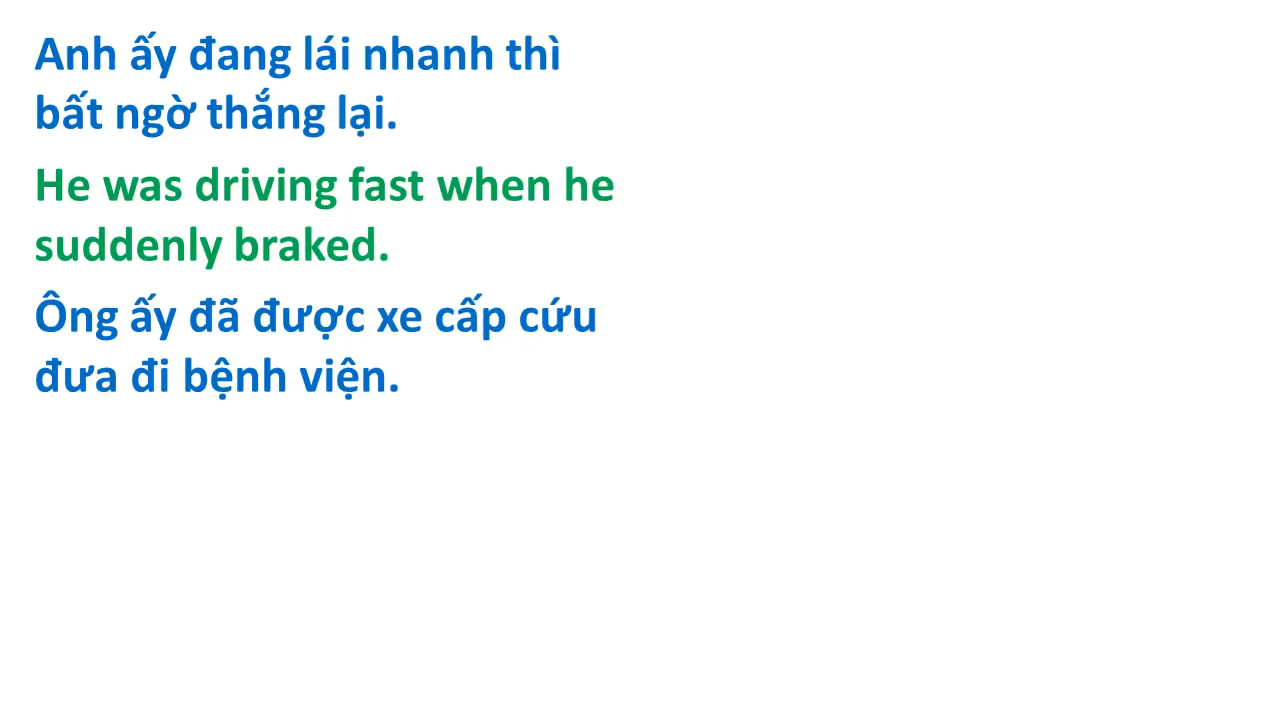 Anh ấy đang lái nhanh thì
bất ngờ thắng lại.
He was driving fast when he
suddenly braked.
Ông ấy đã được xe cấp cứu
đưa đi bệnh viện.